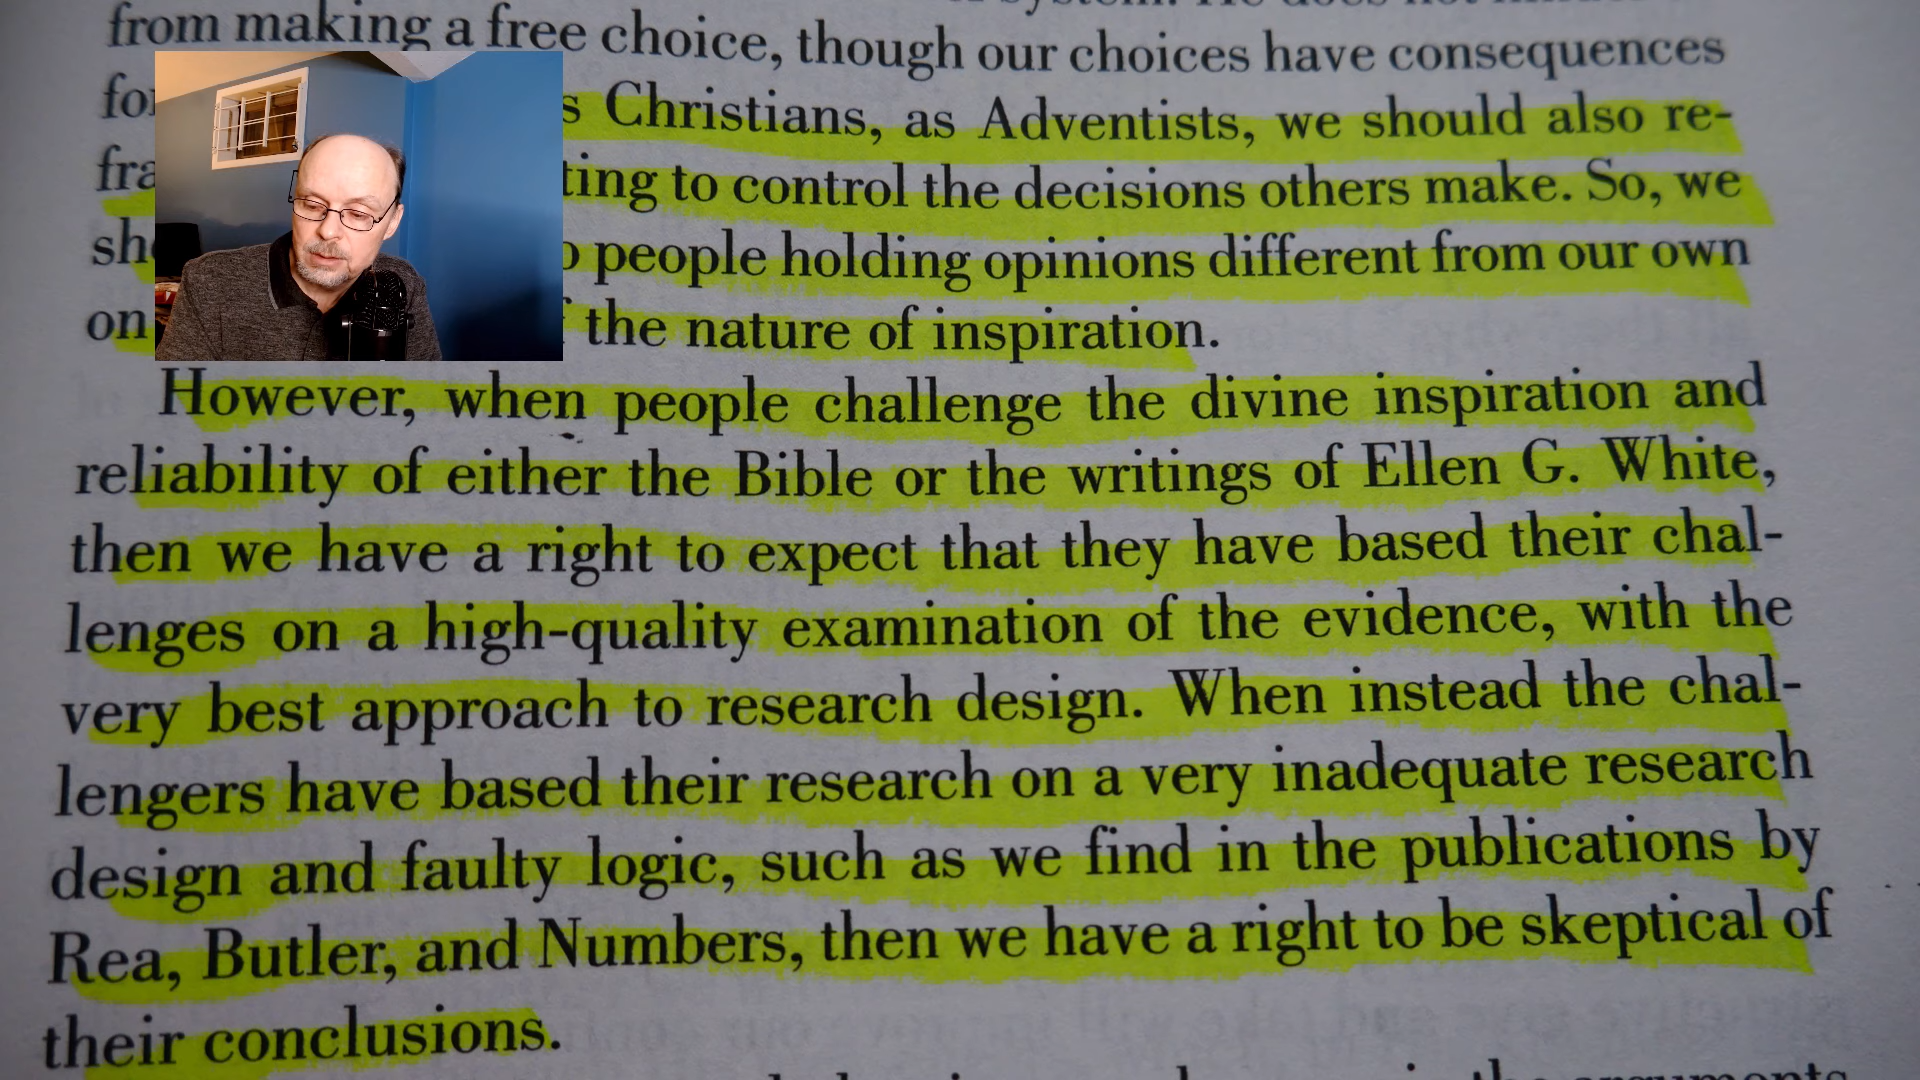 from making a free choice, though our choices have consequences
Christians, as Adventists, we should also re-
to control the decisions others make. So, we
people holding opinions different from our own
on the nature of inspiration.
However, when people challenge the divine inspiration and
reliability of either the Bible or the writings of Ellen G. White,
then we have a right to expect that they have based their chal-
lenges on a high-quality examination of the evidence, with the
very best approach to research design. When instead the chal-
lengers have based their research on a very inadequate research
design and faulty logic, such as we find in the publications by
Rea, Butler, and Numbers, then we have a right to be skeptical of
their conclusions.